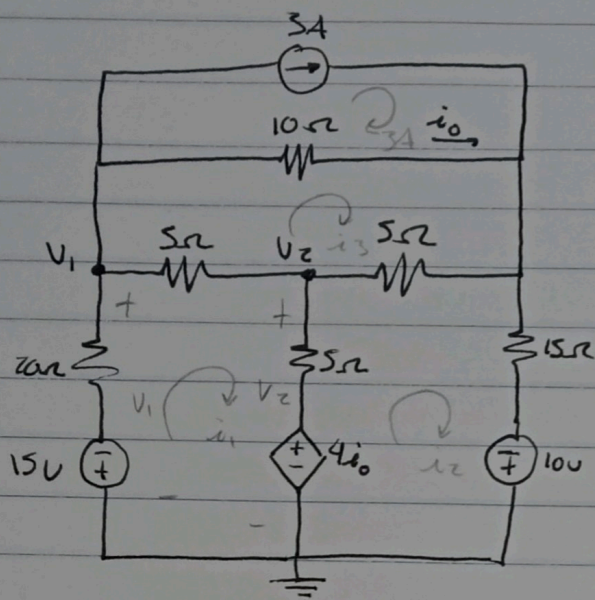 3A
10Ω
3A
i₀
V₁
5Ω
V₂
i₃
5Ω
+
+
20Ω
5Ω
15Ω
V₁
i₁
V₂
i₂
15V
-
+
+
-
4i₀
-
+
10V
-
-